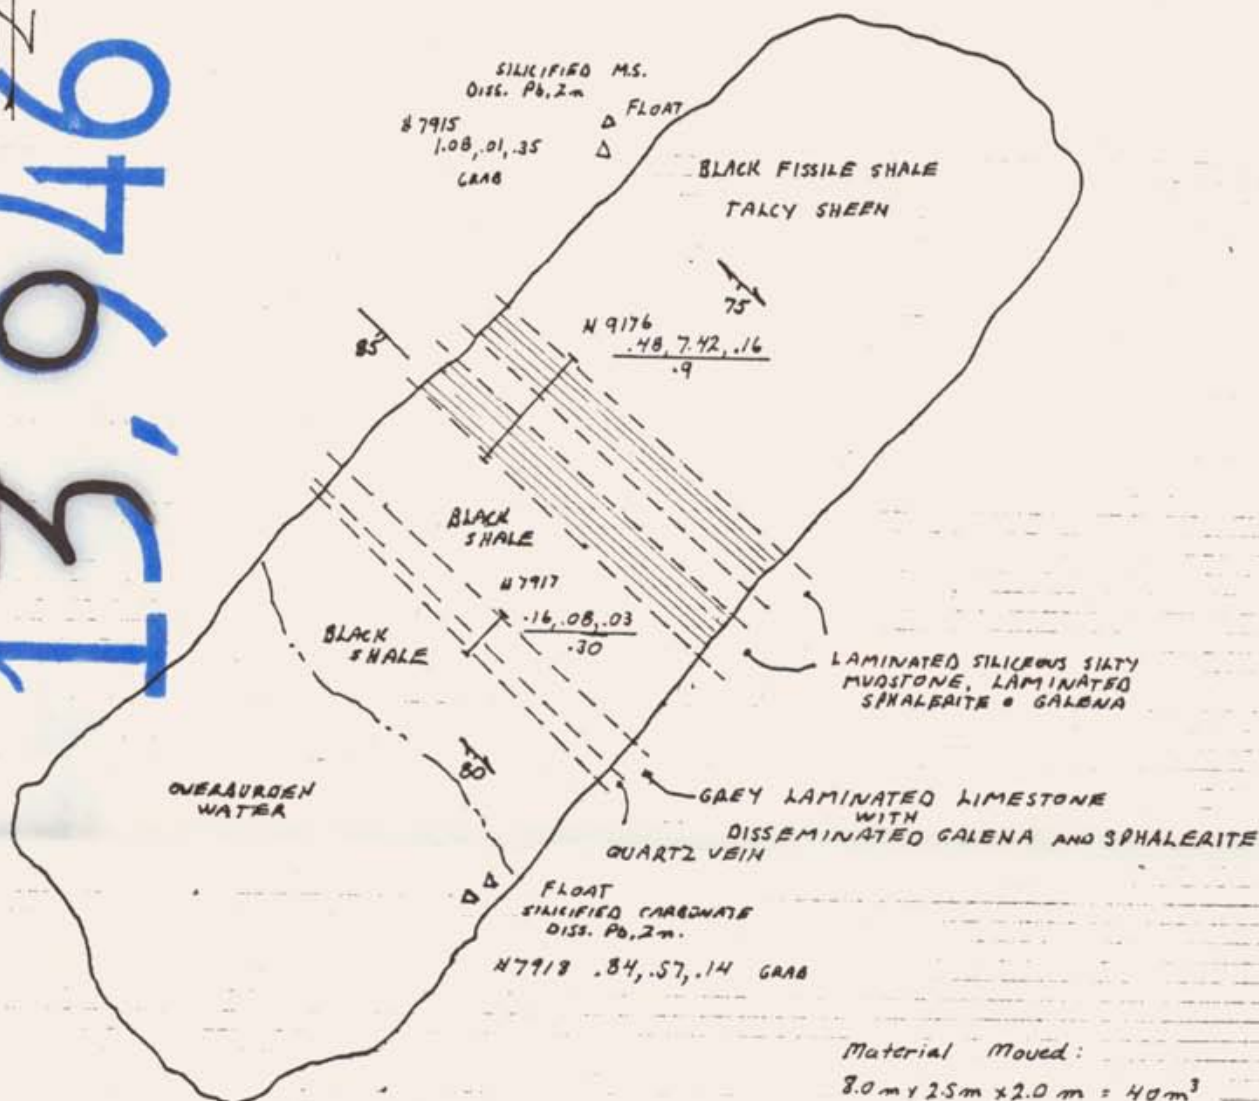 13,946
SILICIFIED M.S.
DISS. Pb, Zn
FLOAT
# 7915
1.08, .01, .35
GRAB
BLACK FISSILE SHALE
TALCY SHEEN
75
# 9176
.48, 7.42, .16
.9
85
BLACK
SHALE
# 7917
.16, .08, .03
.30
BLACK
SHALE
LAMINATED SILICEOUS SILTY
MUDSTONE, LAMINATED
SPHALERITE & GALENA
80
OVERBURDEN
WATER
GREY LAMINATED LIMESTONE
WITH
DISSEMINATED GALENA AND SPHALERITE
QUARTZ VEIN
FLOAT
SILICIFIED CARBONATE
DISS. Pb, Zn.
#7918 .84, .57, .14 GRAB
Material Moved:
8.0 m x 2.5m x 2.0 m = 40 m³